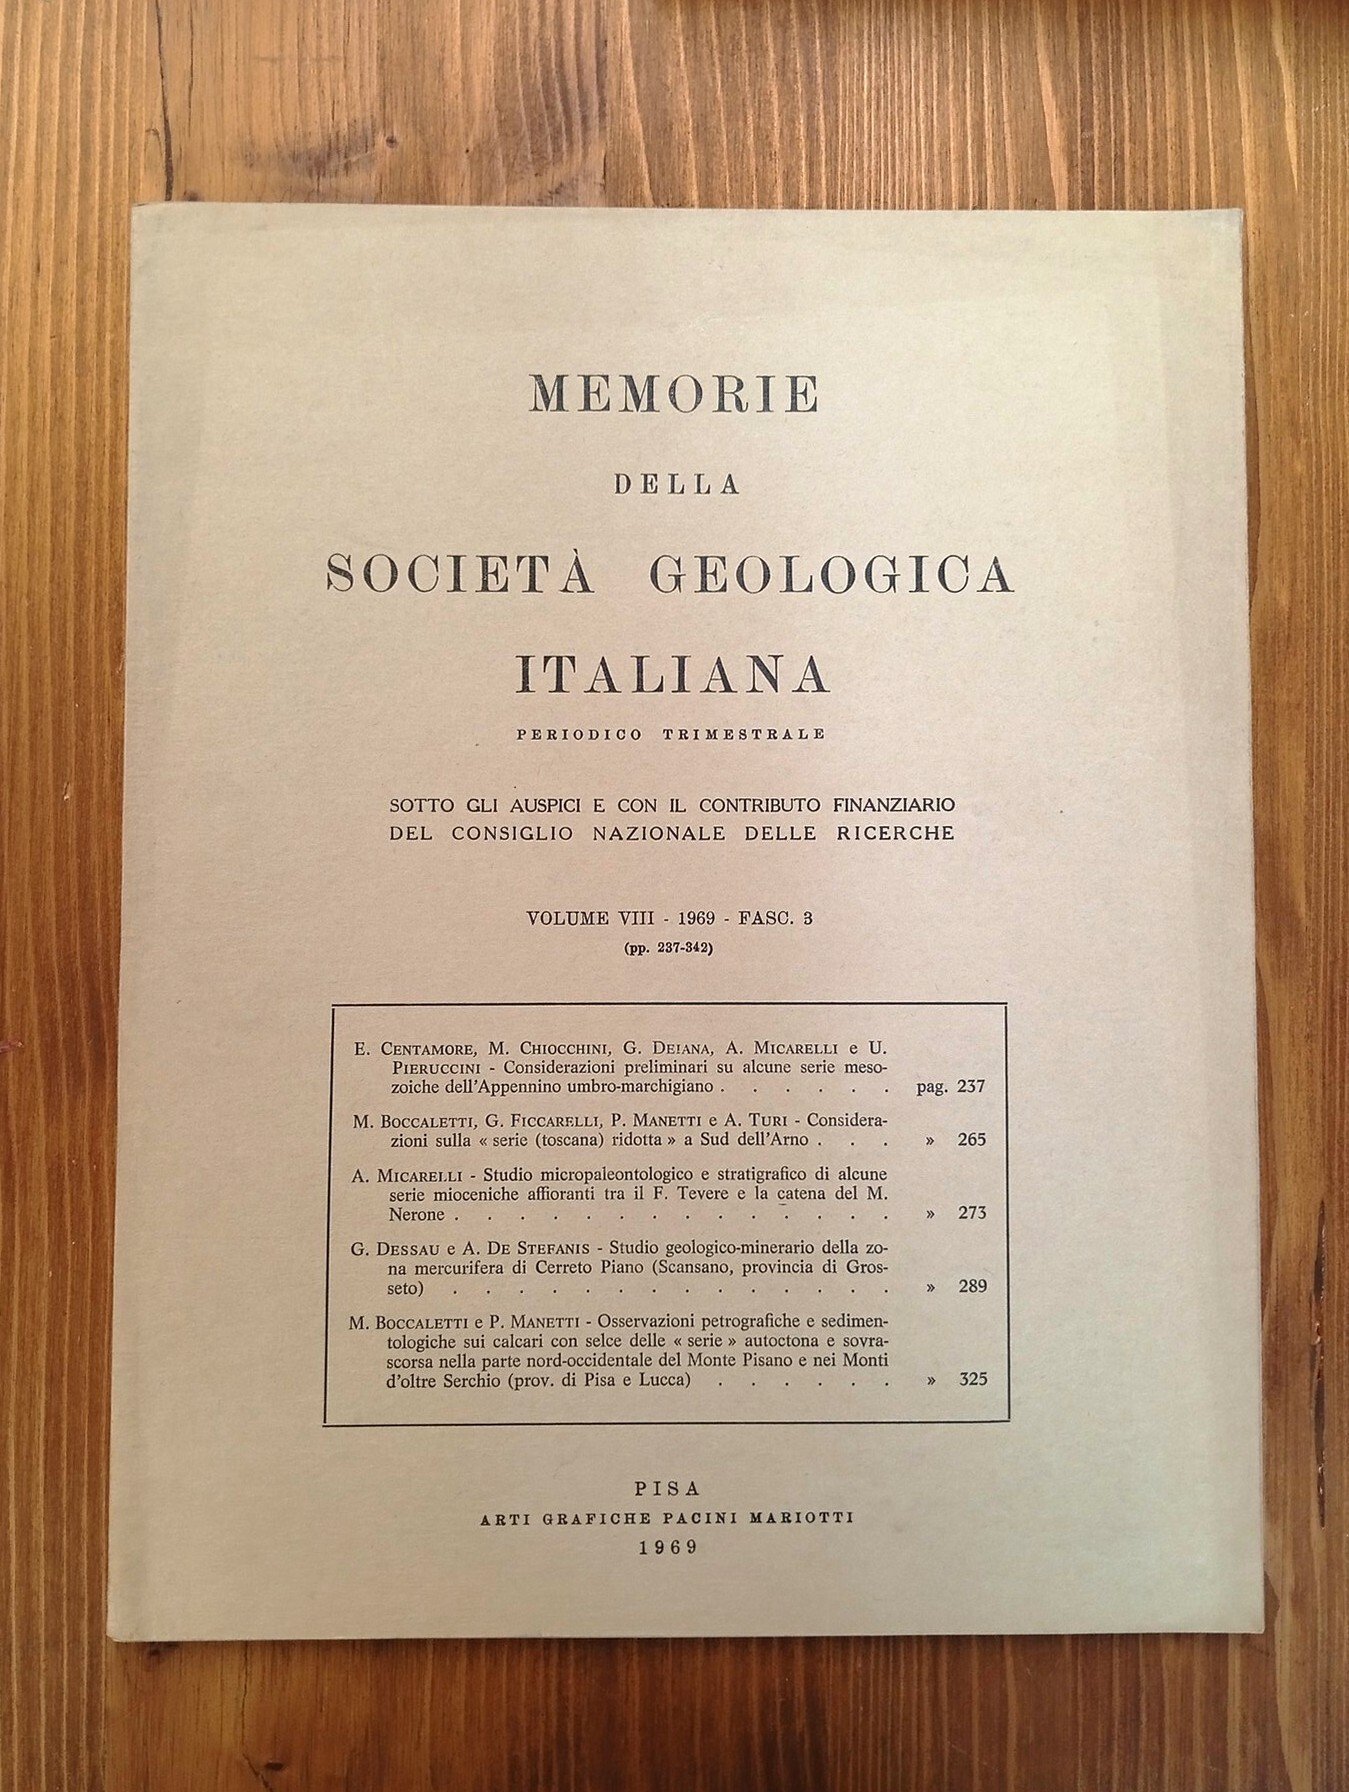 MEMORIE
DELLA
SOCIETÀ GEOLOGICA
ITALIANA
PERIODICO TRIMESTRALE
SOTTO GLI AUSPICI E CON IL CONTRIBUTO FINANZIARIO
DEL CONSIGLIO NAZIONALE DELLE RICERCHE
VOLUME VIII - 1969 - FASC. 3
(pp. 237-342)
E. CENTAMORE, M. CHIOCCHINI, G. DEIANA, A. MICARELLI e U.
PIERUCCINI - Considerazioni preliminari su alcune serie meso-
zoiche dell'Appennino umbro-marchigiano . . . . . . pag. 237
M. BOCCALETTI, G. FICCARELLI, P. MANETTI e A. TURI - Considera-
zioni sulla « serie (toscana) ridotta » a Sud dell'Arno . . . » 265
A. MICARELLI - Studio micropaleontologico e stratigrafico di alcune
serie mioceniche affioranti tra il F. Tevere e la catena del M.
Nerone . . . . . . . . . . . . . . » 273
G. DESSAU e A. DE STEFANIS - Studio geologico-minerario della zo-
na mercurifera di Cerreto Piano (Scansano, provincia di Gros-
seto) . . . . . . . . . . . . . . » 289
M. BOCCALETTI e P. MANETTI - Osservazioni petrografiche e sedimen-
tologiche sui calcari con selce delle « serie » autoctona e sovra-
scorsa nella parte nord-occidentale del Monte Pisano e nei Monti
d'oltre Serchio (prov. di Pisa e Lucca) . . . . . . » 325
PISA
ARTI GRAFICHE PACINI MARIOTTI
1969